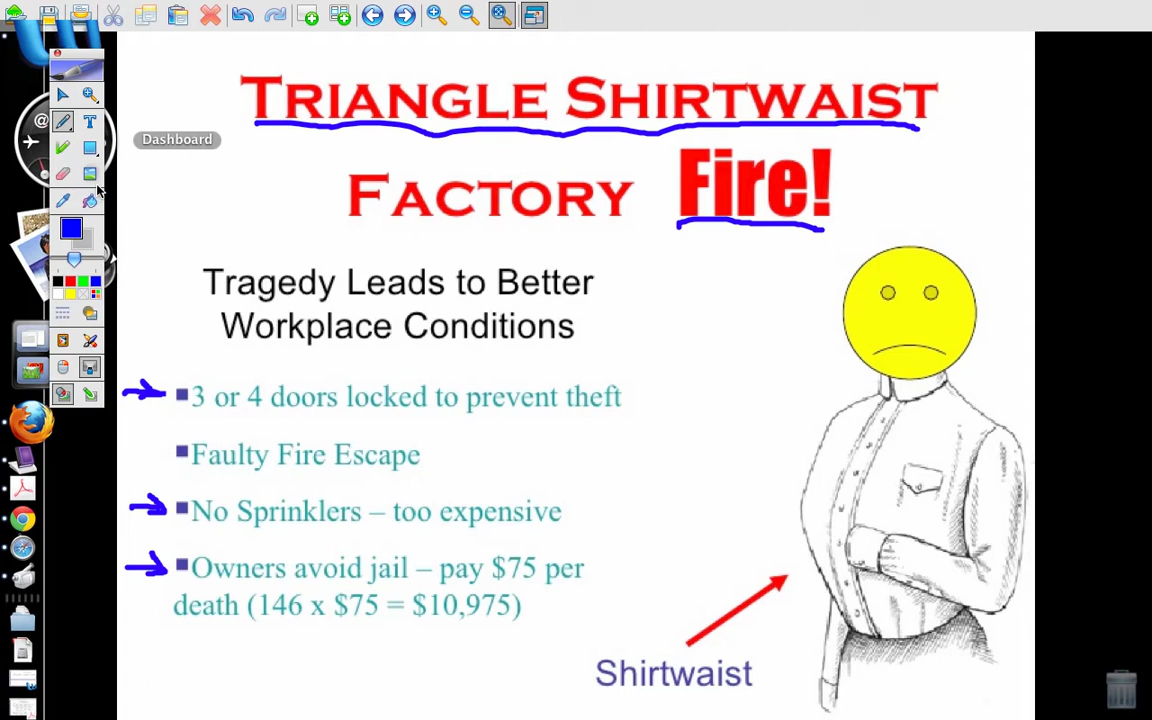 TRIANGLE SHIRTWAIST
Dashboard
FACTORY Fire!
Tragedy Leads to Better
Workplace Conditions
3 or 4 doors locked to prevent theft
Faulty Fire Escape
No Sprinklers – too expensive
Owners avoid jail – pay $75 per
death (146 x $75 = $10,975)
Shirtwaist